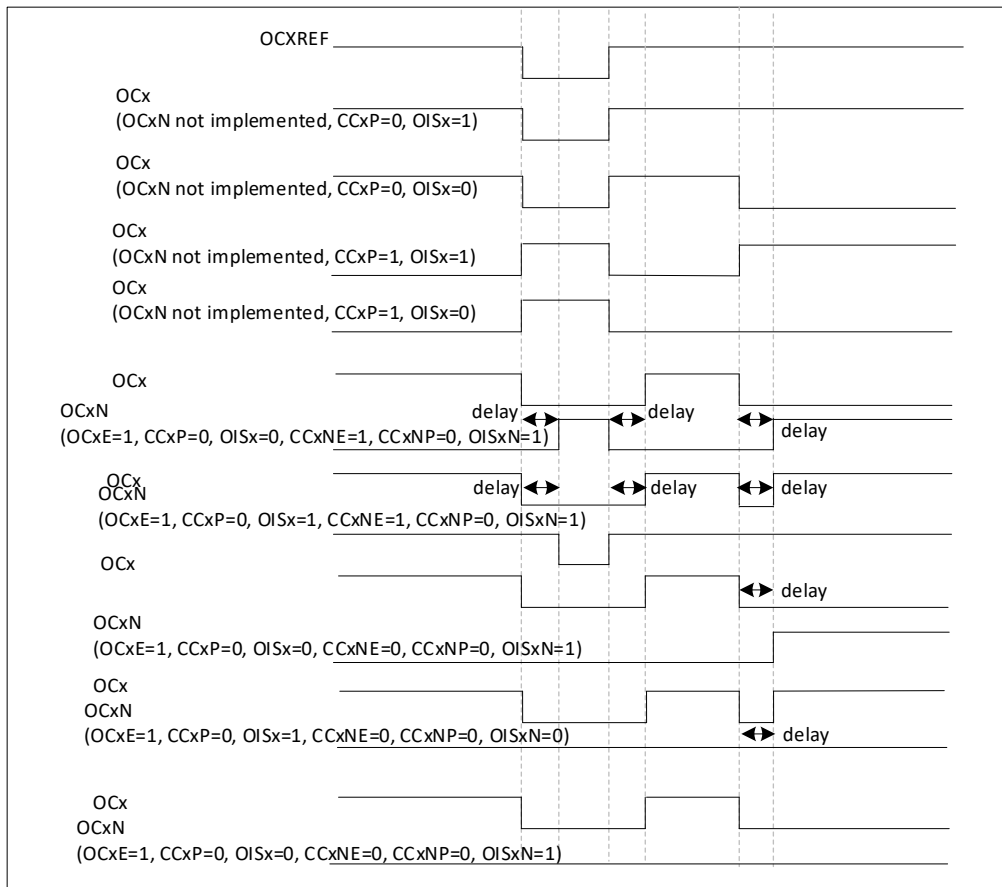 OCXREF
OCx
(OCxN not implemented, CCxP=0, OISx=1)
OCx
(OCxN not implemented, CCxP=0, OISx=0)
OCx
(OCxN not implemented, CCxP=1, OISx=1)
OCx
(OCxN not implemented, CCxP=1, OISx=0)
OCx
OCxN
delay
delay
delay
(OCxE=1, CCxP=0, OISx=0, CCxNE=1, CCxNP=0, OISxN=1)
OCx
delay
delay
delay
OCxN
(OCxE=1, CCxP=0, OISx=1, CCxNE=1, CCxNP=0, OISxN=1)
OCx
delay
OCxN
(OCxE=1, CCxP=0, OISx=0, CCxNE=0, CCxNP=0, OISxN=1)
OCx
OCxN
(OCxE=1, CCxP=0, OISx=1, CCxNE=0, CCxNP=0, OISxN=0)
delay
OCx
OCxN
(OCxE=1, CCxP=0, OISx=0, CCxNE=0, CCxNP=0, OISxN=1)